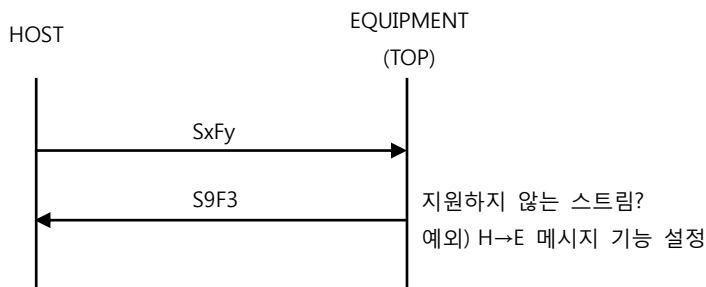 HOST
EQUIPMENT
(TOP)
SxFy
S9F3
지원하지 않는 스트림?
예외) H→E 메시지 기능 설정